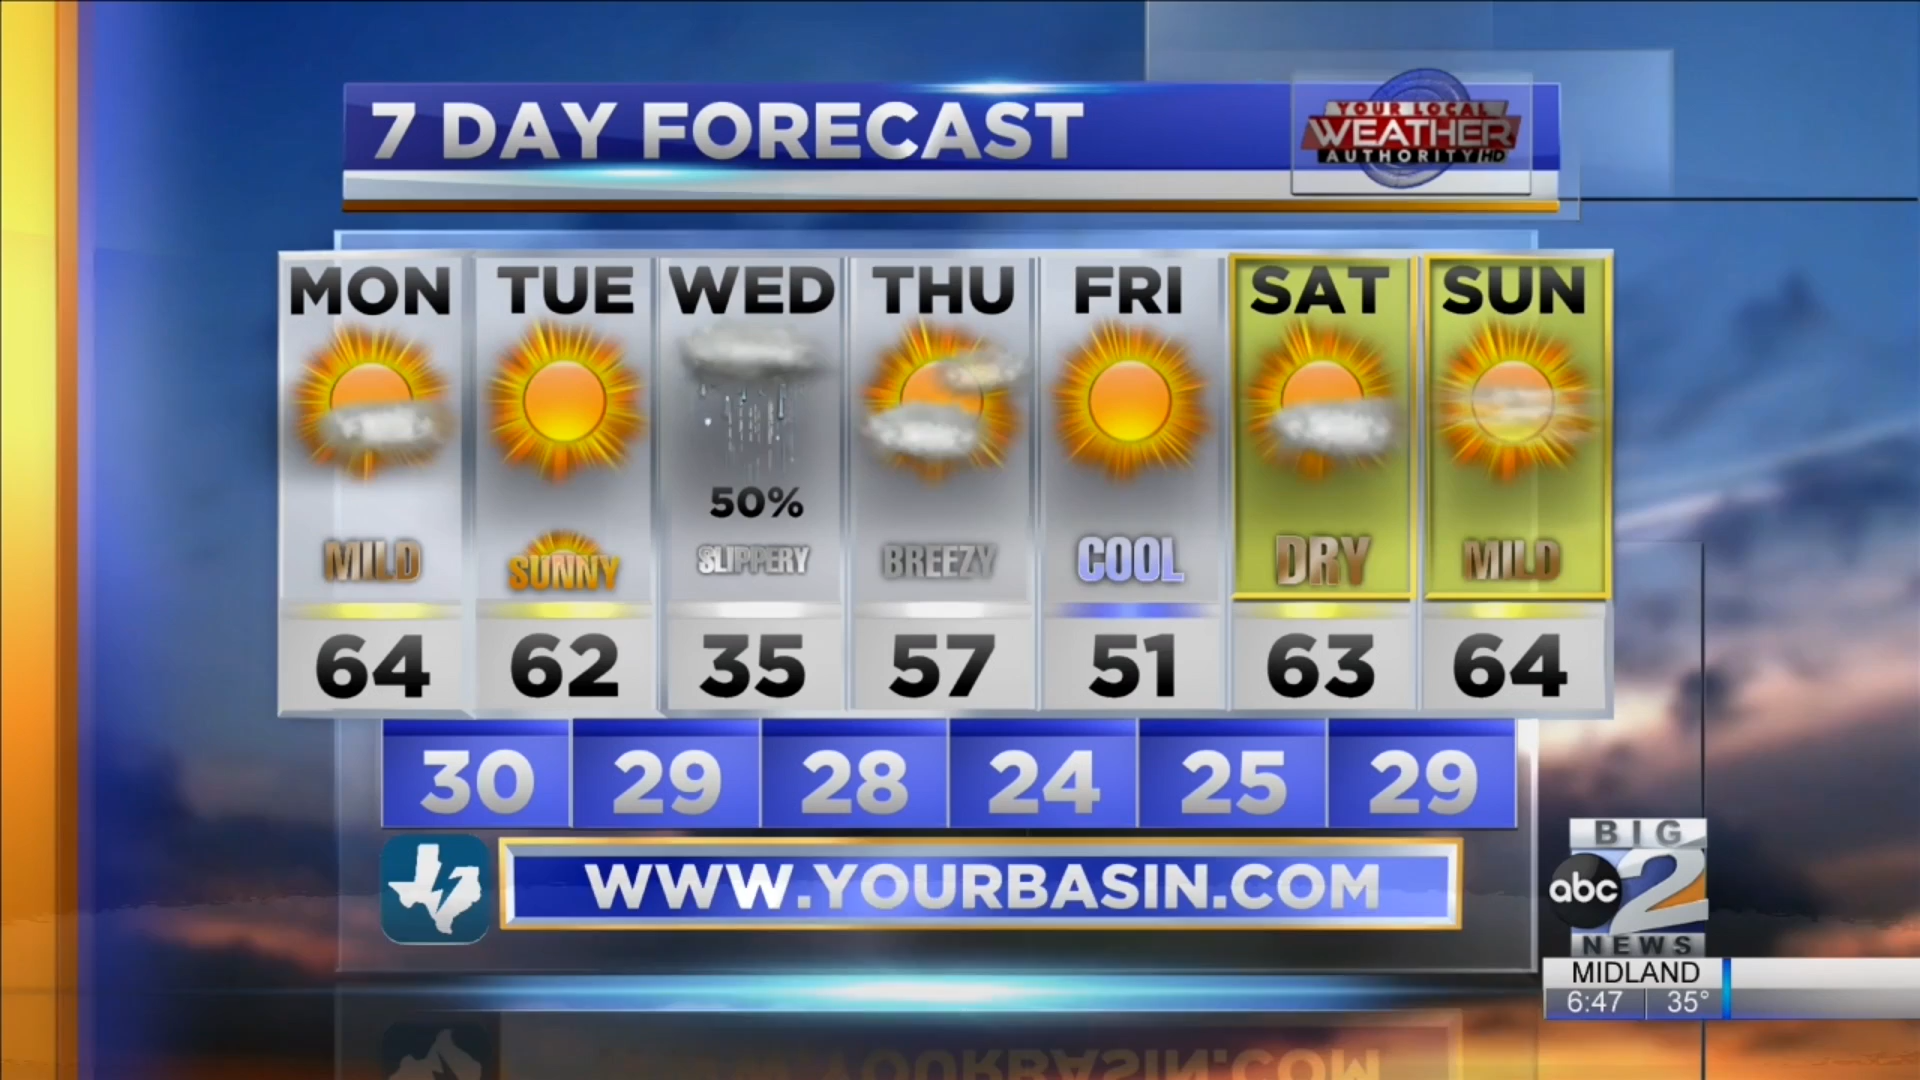 7 DAY FORECAST
YOUR LOCAL
WEATHER
AUTHORITY HD
MON TUE WED THU FRI SAT SUN
50%
MILD SUNNY SLIPPERY BREEZY COOL DRY MILD
64 62 35 57 51 63 64
30 29 28 24 25 29
WWW.YOURBASIN.COM
BIG
abc 2
NEWS
MIDLAND
6:47 35°